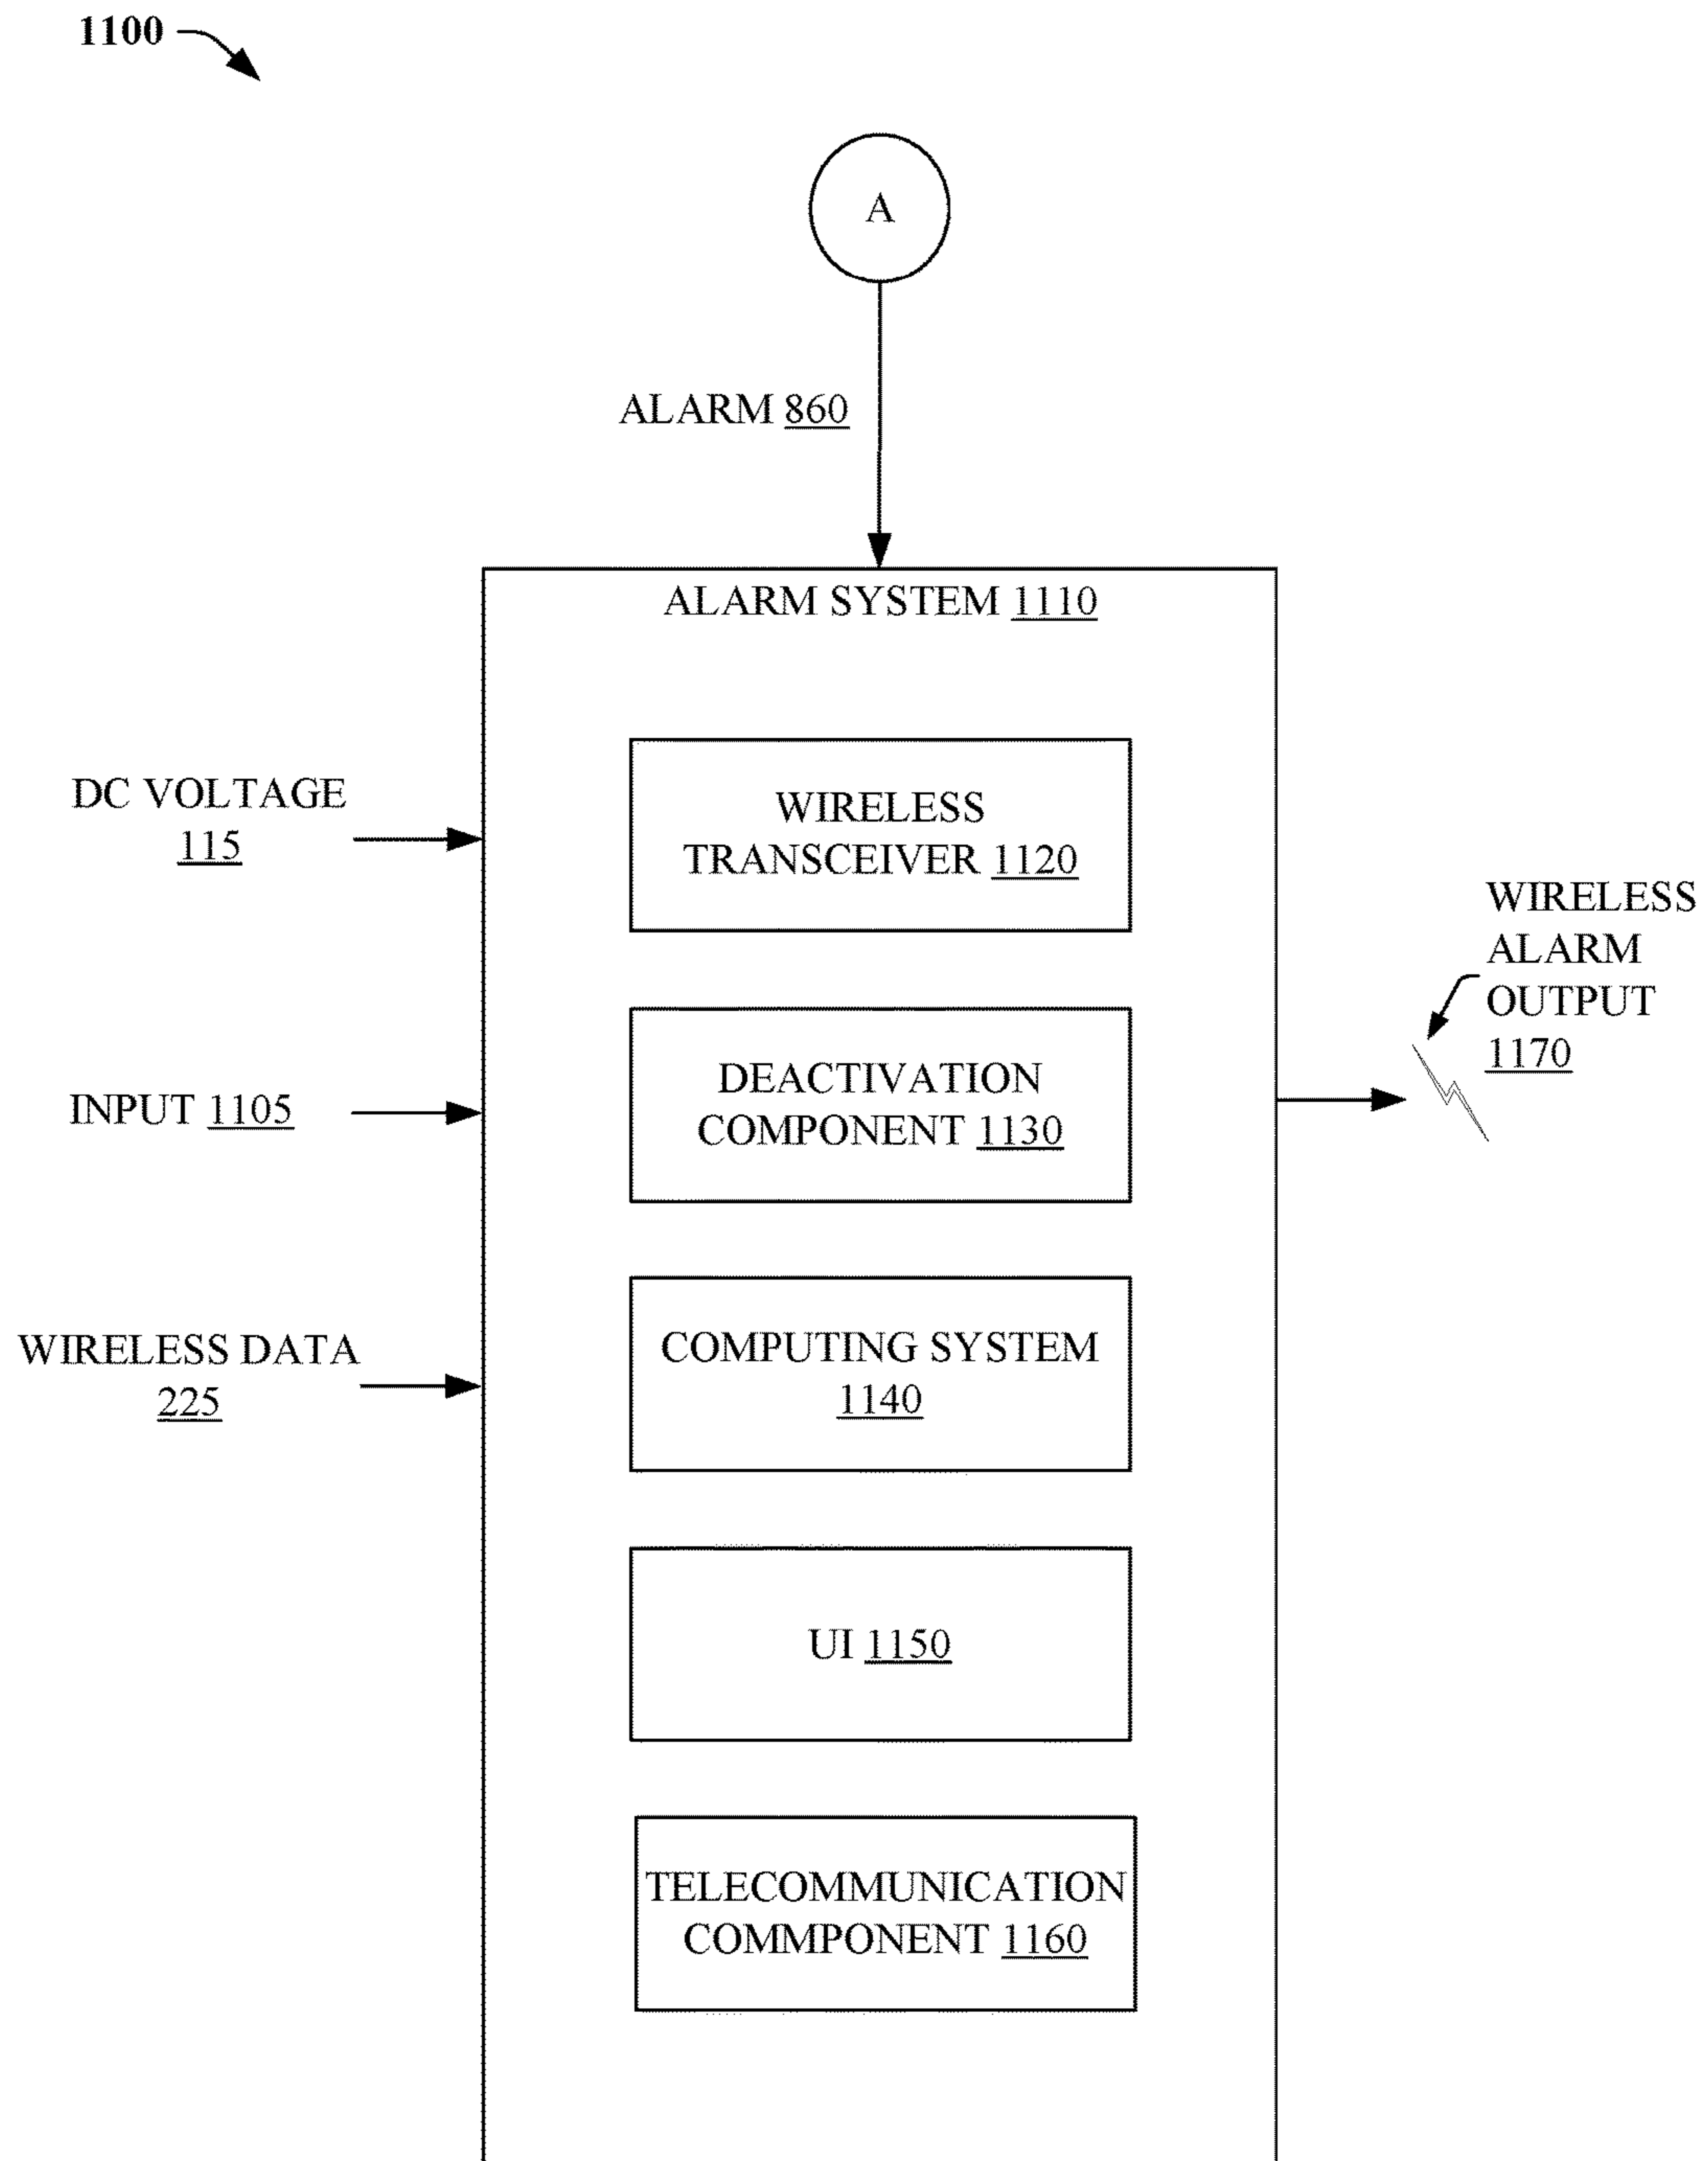 1100
A
ALARM 860
ALARM SYSTEM 1110
DC VOLTAGE
115
WIRELESS
TRANSCEIVER 1120
WIRELESS
ALARM
OUTPUT
1170
INPUT 1105
DEACTIVATION
COMPONENT 1130
WIRELESS DATA
225
COMPUTING SYSTEM
1140
UI 1150
TELECOMMUNICATION
COMMPONENT 1160